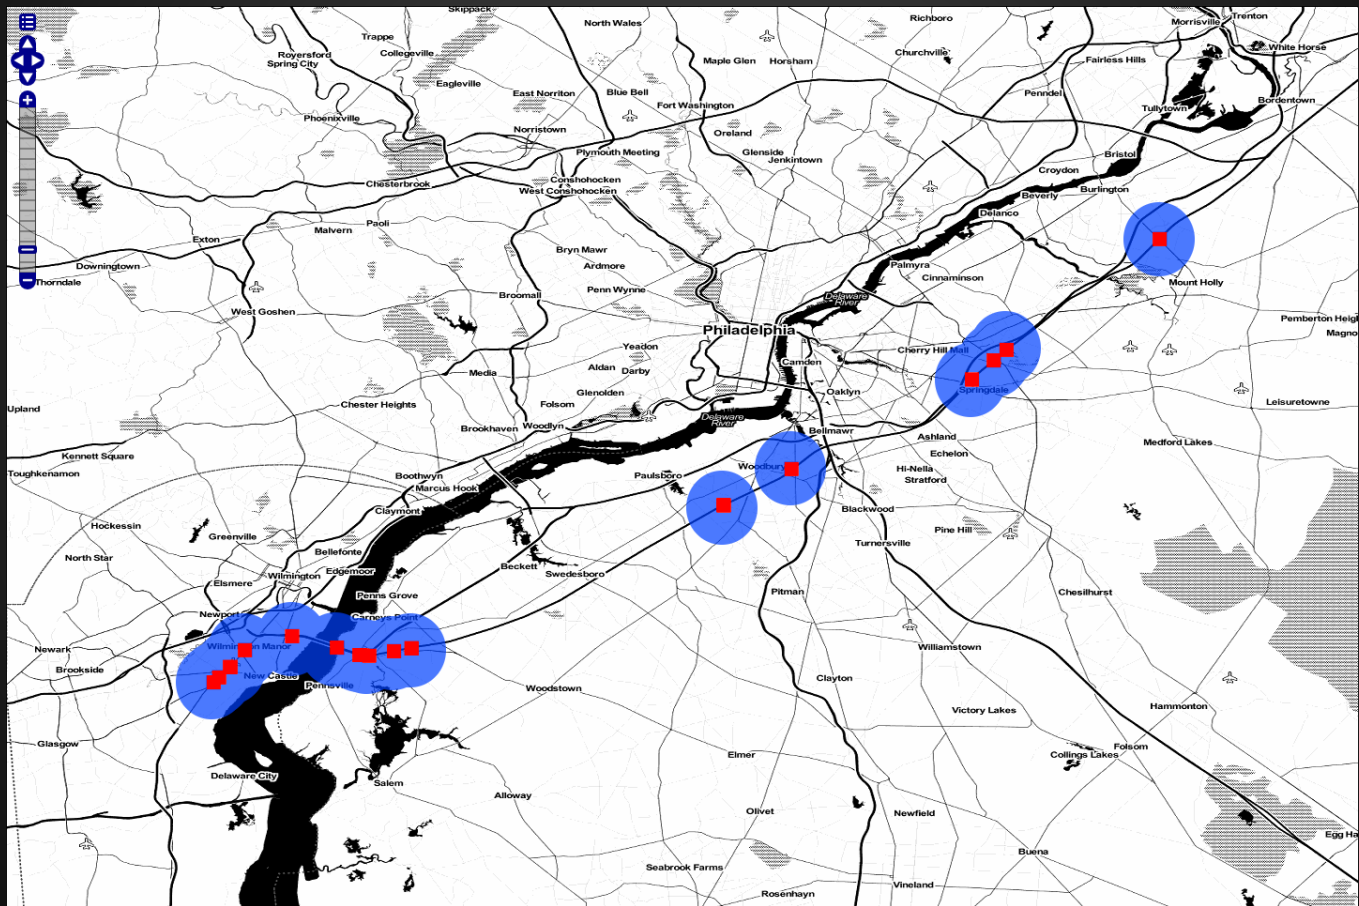 Skippack
North Wales
Richboro
Trenton
Morrisville
Trappe
Collegeville
Royersford
Spring City
White Horse
Churchville
Maple Glen
Horsham
Fairless Hills
Eagleville
East Norriton
Blue Bell
Penndel
Fort Washington
Tullytown
Bordentown
Phoenixville
Norristown
Oreland
Plymouth Meeting
Glenside
Jenkintown
Bristol
Croydon
Conshohocken
West Conshohocken
Chesterbrook
Burlington
Beverly
Delanco
Paoli
Malvern
Exton
Bryn Mawr
Ardmore
Palmyra
Cinnaminson
Downingtown
Thorndale
Penn Wynne
Broomall
Mount Holly
Delaware
River
West Goshen
Pemberton Heig
Magno
Philadelphia
Yeadon
Cherry Hill Mall
Camden
Aldan
Darby
Media
Glenolden
Oaklyn
Springdale
Folsom
Chester Heights
Leisuretowne
Upland
Delaware
River
Brookhaven
Woodlyn
Bellmawr
Ashland
Medford Lakes
Echelon
Kennett Square
Toughkenamon
Woodbury
Hi-Nella
Stratford
Boothwyn
Paulsboro
Marcus Hook
Claymont
Blackwood
Hockessin
Greenville
Pine Hill
Turnersville
Bellefonte
North Star
Edgemoor
Wilmington
Elsmere
Beckett
Swedesboro
Penns Grove
Pitman
Chesilhurst
Newport
Carneys Point
Wilmington Manor
Newark
Williamstown
Brookside
New Castle
Pennsville
Woodstown
Clayton
Victory Lakes
Hammonton
Glasgow
Folsom
Elmer
Collings Lakes
Delaware City
Salem
Alloway
Olivet
Newfield
Egg Ha
Buena
Seabrook Farms
Vineland
Rosenhayn